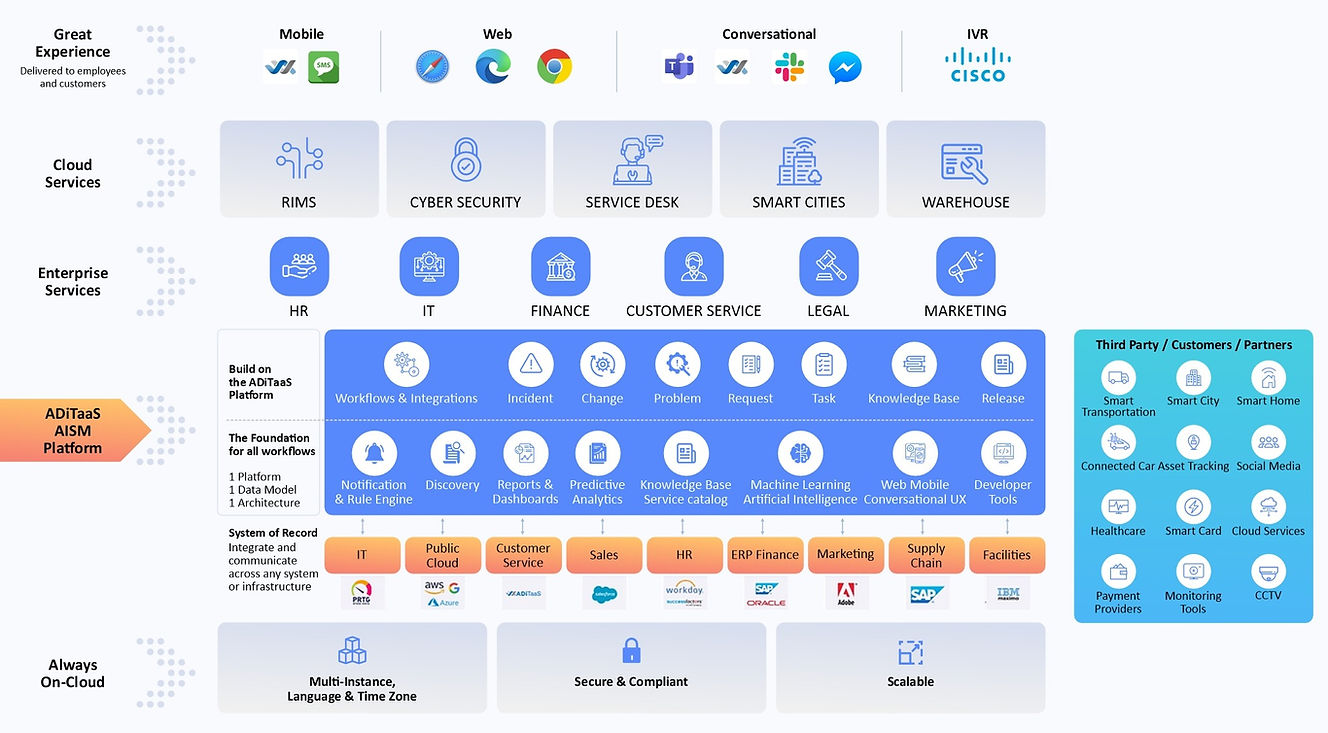 Great
Experience
Delivered to employees
and customers
Mobile
Web
Conversational
IVR
SMS
CISCO
Cloud
Services
RIMS
CYBER SECURITY
SERVICE DESK
SMART CITIES
WAREHOUSE
Enterprise
Services
HR
IT
FINANCE
CUSTOMER SERVICE
LEGAL
MARKETING
ADiTaaS
AISM
Platform
Build on
the ADiTaaS
Platform
Workflows & Integrations
Incident
Change
Problem
Request
Task
Knowledge Base
Release
The Foundation
for all workflows
1 Platform
1 Data Model
1 Architecture
Notification
& Rule Engine
Discovery
Reports &
Dashboards
Predictive
Analytics
Knowledge Base
Service catalog
Machine Learning
Artificial Intelligence
Web Mobile
Conversational UX
Developer
Tools
System of Record
Integrate and
communicate
across any system
or infrastructure
IT
Public
Cloud
Customer
Service
Sales
HR
ERP Finance
Marketing
Supply
Chain
Facilities
PRTG
aws
Azure
ADiTaaS
salesforce
workday
successfactors
SAP
ORACLE
Adobe
SAP
IBM
maximo
Third Party / Customers / Partners
Smart
Transportation
Smart City
Smart Home
Connected Car
Asset Tracking
Social Media
Healthcare
Smart Card
Cloud Services
Payment
Providers
Monitoring
Tools
CCTV
Always
On-Cloud
Multi-Instance,
Language & Time Zone
Secure & Compliant
Scalable